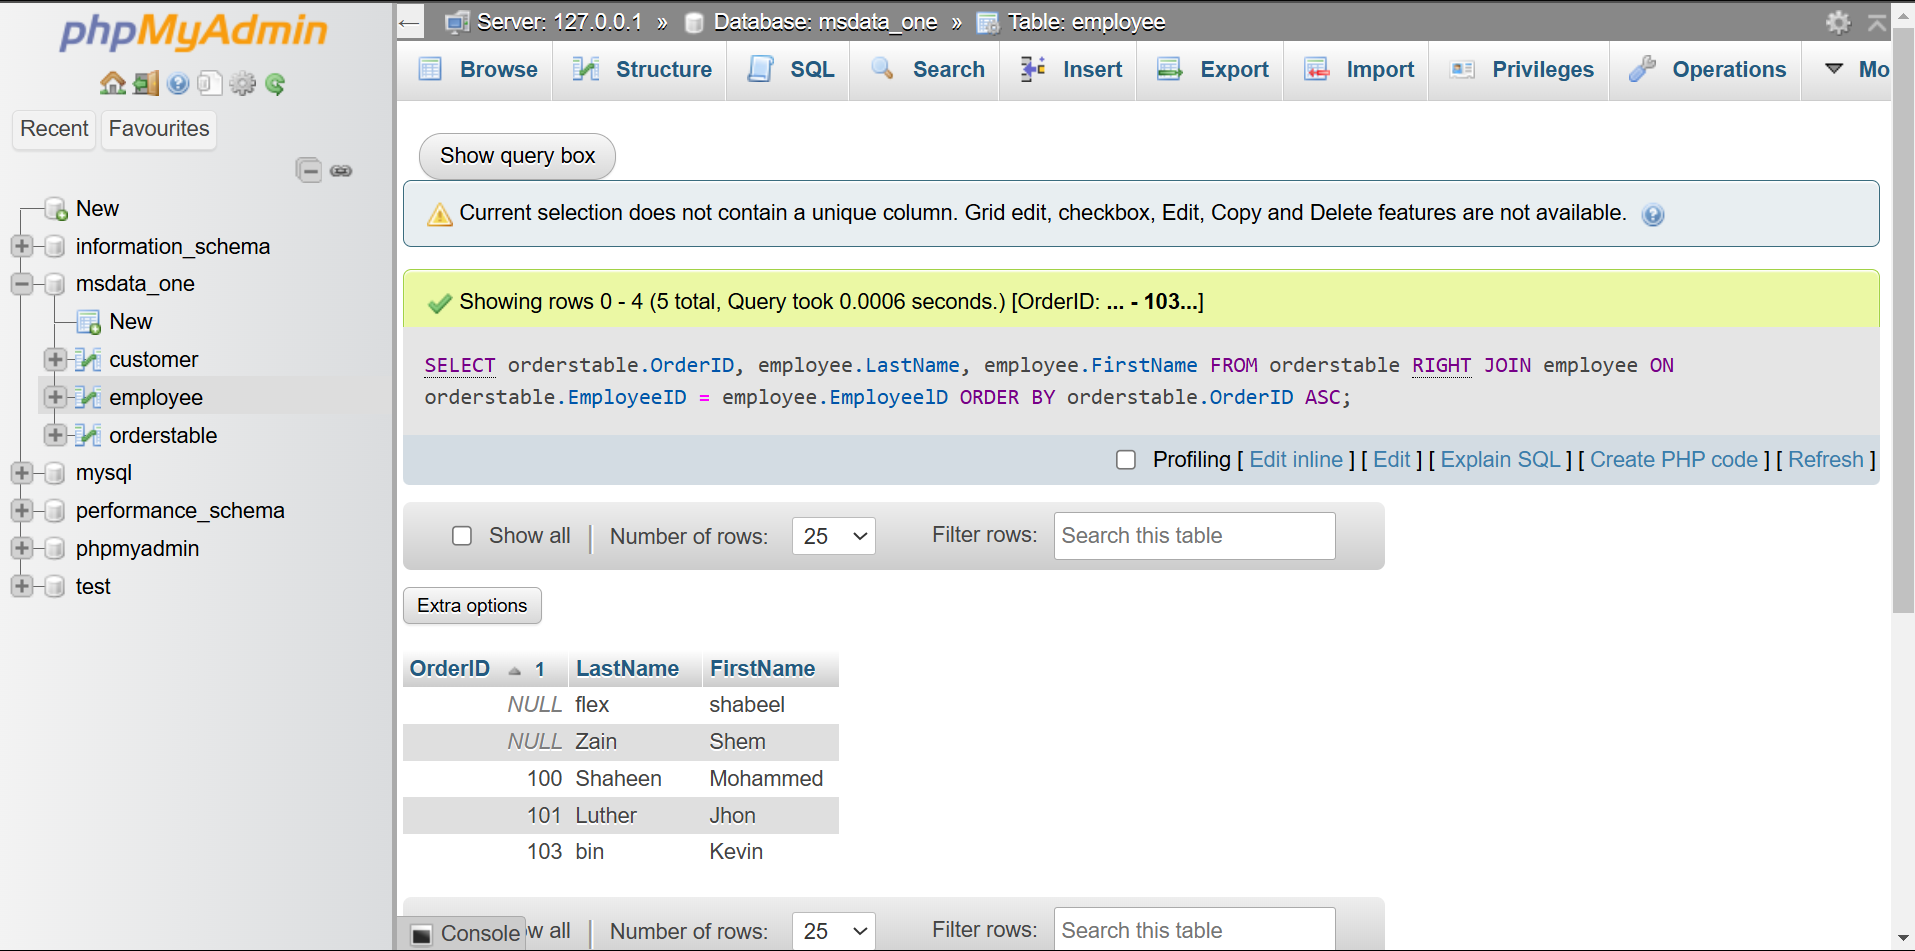 phpMyAdmin
Recent
Favourites
New
information_schema
msdata_one
New
customer
employee
orderstable
mysql
performance_schema
phpmyadmin
test
Server: 127.0.0.1 » Database: msdata_one » Table: employee
Browse Structure SQL Search Insert Export Import Privileges Operations Mo
Show query box
Current selection does not contain a unique column. Grid edit, checkbox, Edit, Copy and Delete features are not available.
Showing rows 0 - 4 (5 total, Query took 0.0006 seconds.) [OrderID: ... - 103...]
SELECT orderstable.OrderID, employee.LastName, employee.FirstName FROM orderstable RIGHT JOIN employee ON
orderstable.EmployeeID = employee.EmployeelD ORDER BY orderstable.OrderID ASC;
Profiling [ Edit inline ] [ Edit ] [ Explain SQL ] [ Create PHP code ] [ Refresh ]
Show all Number of rows: 25 Filter rows: Search this table
Extra options
OrderID 1 LastName FirstName
NULL flex shabeel
NULL Zain Shem
100 Shaheen Mohammed
101 Luther Jhon
103 bin Kevin
Console w all Number of rows: 25 Filter rows: Search this table